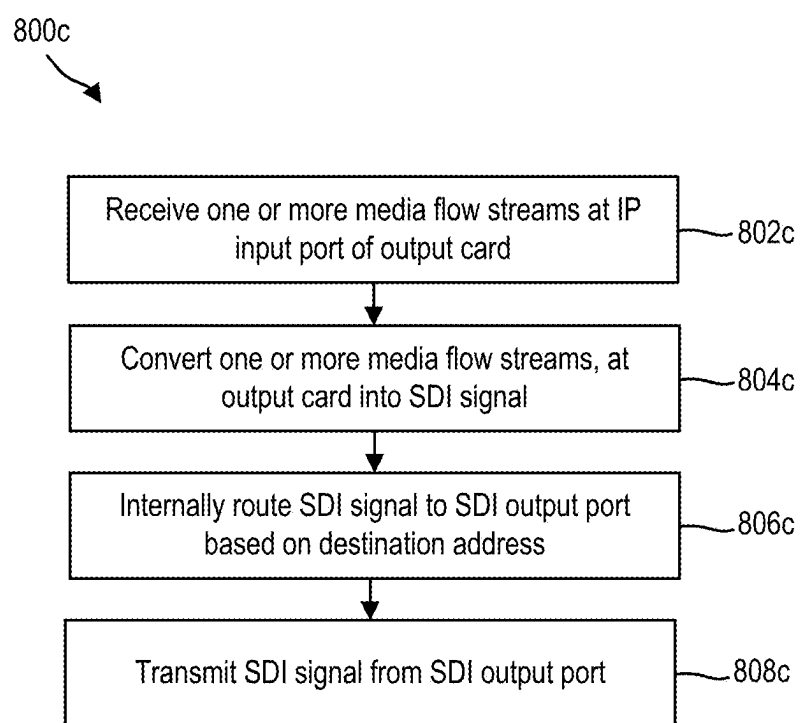 800c
Receive one or more media flow streams at IP
input port of output card
802c
Convert one or more media flow streams, at
output card into SDI signal
804c
Internally route SDI signal to SDI output port
based on destination address
806c
Transmit SDI signal from SDI output port
808c